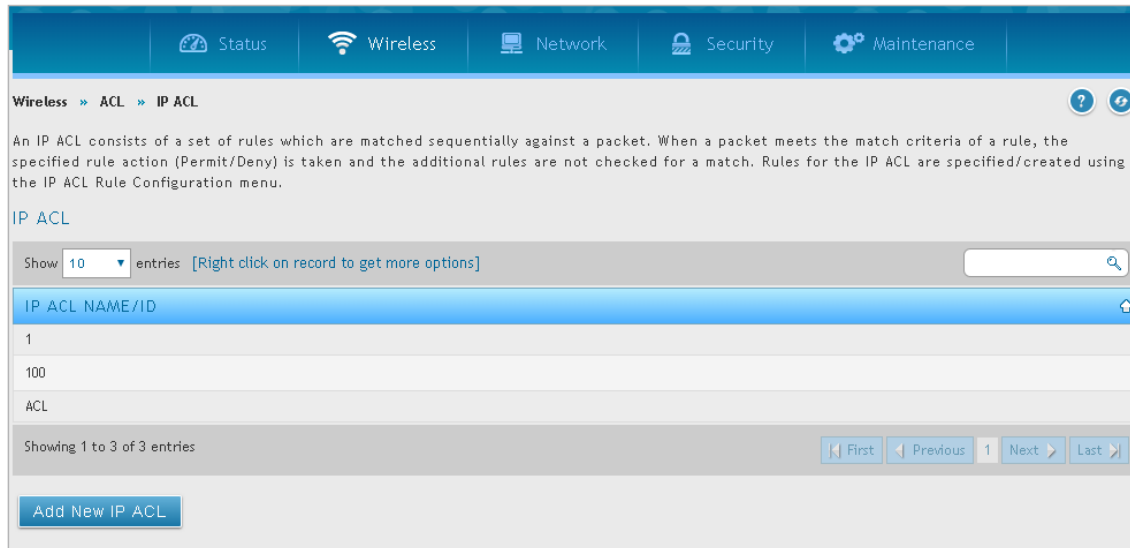 Status Wireless Network Security Maintenance
Wireless » ACL » IP ACL
?
An IP ACL consists of a set of rules which are matched sequentially against a packet. When a packet meets the match criteria of a rule, the
specified rule action (Permit/Deny) is taken and the additional rules are not checked for a match. Rules for the IP ACL are specified/created using
the IP ACL Rule Configuration menu.
IP ACL
Show 10 entries [Right click on record to get more options]
IP ACL NAME/ID
1
100
ACL
Showing 1 to 3 of 3 entries First Previous 1 Next Last
Add New IP ACL